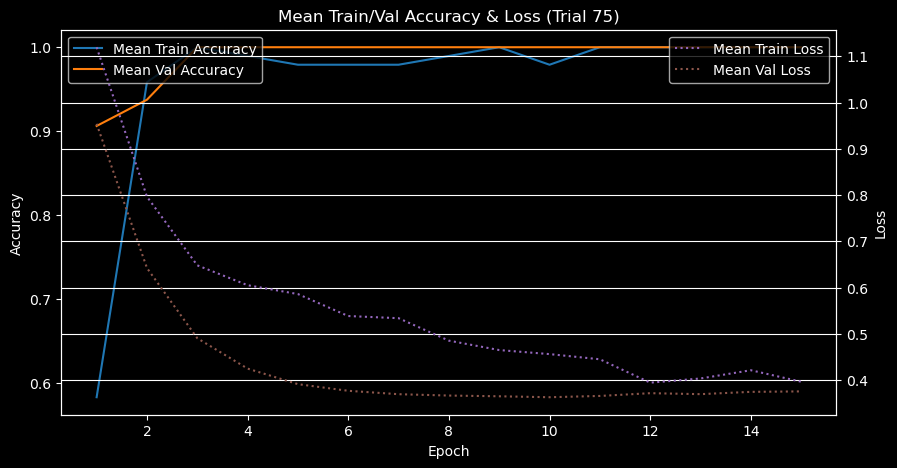 Mean Train/Val Accuracy & Loss (Trial 75)
Mean Train Accuracy
Mean Val Accuracy
Mean Train Loss
Mean Val Loss
1.0
0.9
0.8
0.7
0.6
Accuracy
1.1
1.0
0.9
0.8
0.7
0.6
0.5
0.4
Loss
2 4 6 8 10 12 14
Epoch